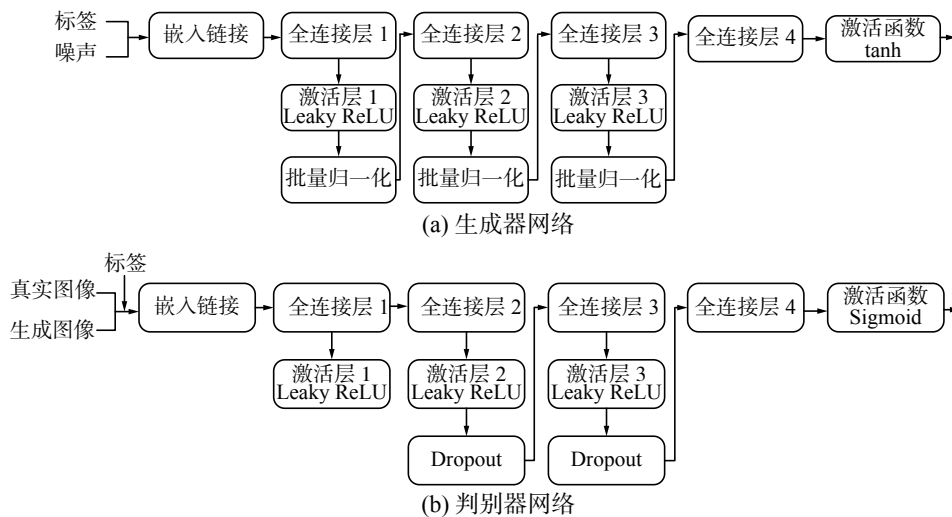 标签
噪声
嵌入链接
全连接层 1
全连接层 2
全连接层 3
全连接层 4
激活函数
tanh
激活层 1
Leaky ReLU
激活层 2
Leaky ReLU
激活层 3
Leaky ReLU
批量归一化
批量归一化
批量归一化
(a) 生成器网络
标签
真实图像
生成图像
嵌入链接
全连接层 1
全连接层 2
全连接层 3
全连接层 4
激活函数
Sigmoid
激活层 1
Leaky ReLU
激活层 2
Leaky ReLU
激活层 3
Leaky ReLU
Dropout
Dropout
(b) 判别器网络